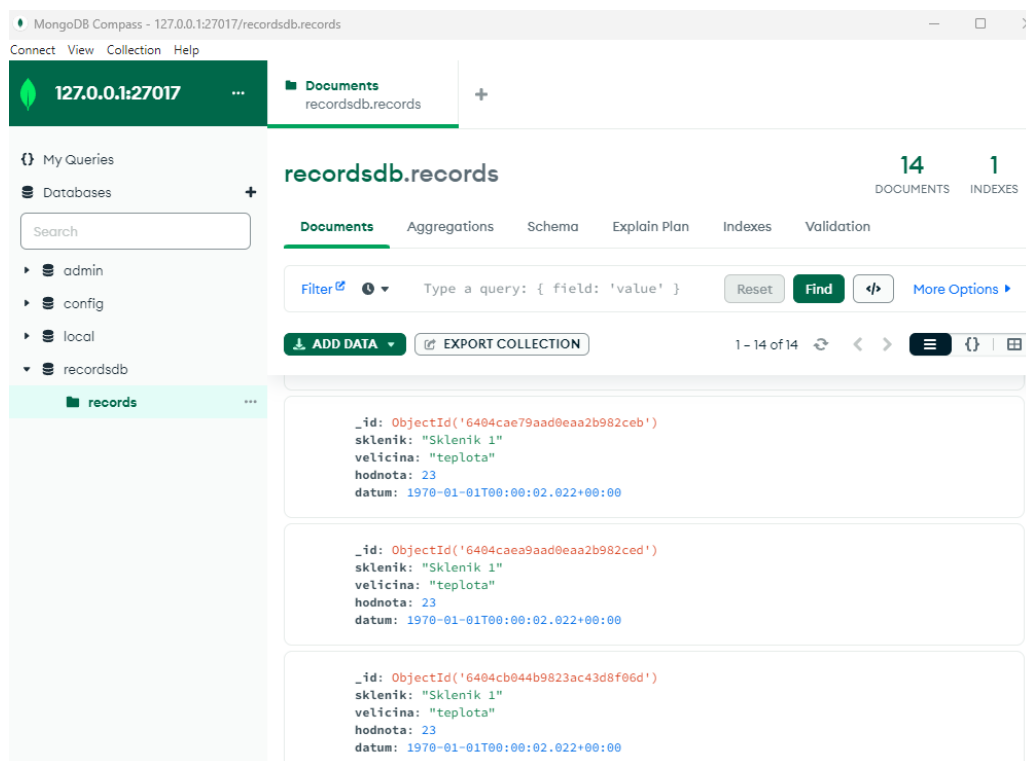 MongoDB Compass - 127.0.0.1:27017/recordsdb.records
Connect View Collection Help
127.0.0.1:27017 ...
Documents
recordsdb.records
+
{} My Queries
Databases +
Search
admin
config
local
recordsdb
records ...
recordsdb.records
14
DOCUMENTS
1
INDEXES
Documents Aggregations Schema Explain Plan Indexes Validation
Filter Type a query: { field: 'value' } Reset Find </> More Options
ADD DATA EXPORT COLLECTION 1 – 14 of 14 {}
_id: ObjectId('6404cae79aad0eaa2b982ceb')
sklenik: "Sklenik 1"
velicina: "teplota"
hodnota: 23
datum: 1970-01-01T00:00:02.022+00:00
_id: ObjectId('6404caea9aad0eaa2b982ced')
sklenik: "Sklenik 1"
velicina: "teplota"
hodnota: 23
datum: 1970-01-01T00:00:02.022+00:00
_id: ObjectId('6404cb044b9823ac43d8f06d')
sklenik: "Sklenik 1"
velicina: "teplota"
hodnota: 23
datum: 1970-01-01T00:00:02.022+00:00